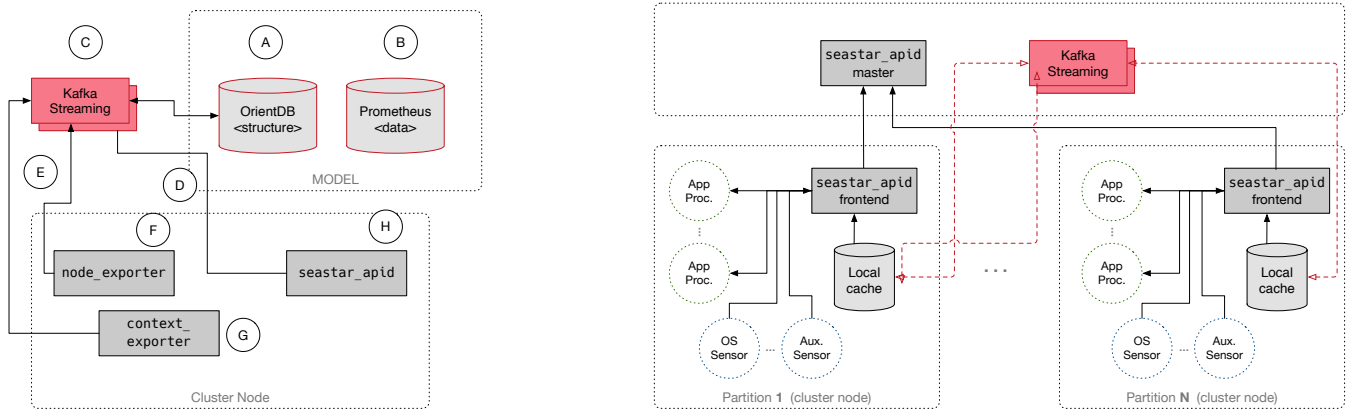 C
A
B
Kafka
Streaming
OrientDB
<structure>
Prometheus
<data>
E
D
MODEL
F
H
node_exporter
seastar_apid
context_
exporter
G
Cluster Node
seastar_apid
master
Kafka
Streaming
App
Proc.
seastar_apid
frontend
App
Proc.
Local
cache
OS
Sensor
...
Aux.
Sensor
Partition 1 (cluster node)
...
App
Proc.
seastar_apid
frontend
App
Proc.
Local
cache
OS
Sensor
...
Aux.
Sensor
Partition N (cluster node)